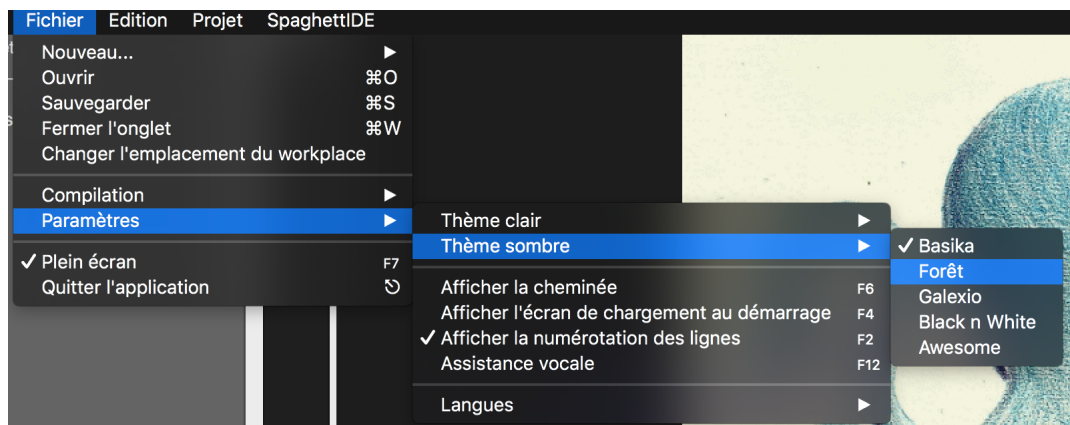 Fichier Edition Projet SpaghettIDE
Nouveau... ▶
Ouvrir ⌘O
Sauvegarder ⌘S
Fermer l'onglet ⌘W
Changer l'emplacement du workplace
Compilation ▶
Paramètres ▶
✓ Plein écran F7
Quitter l'application ⎋
Thème clair ▶
Thème sombre ▶
Afficher la cheminée F6
Afficher l'écran de chargement au démarrage F4
✓ Afficher la numérotation des lignes F2
Assistance vocale F12
Langues ▶
✓ Basika
Forêt
Galexio
Black n White
Awesome